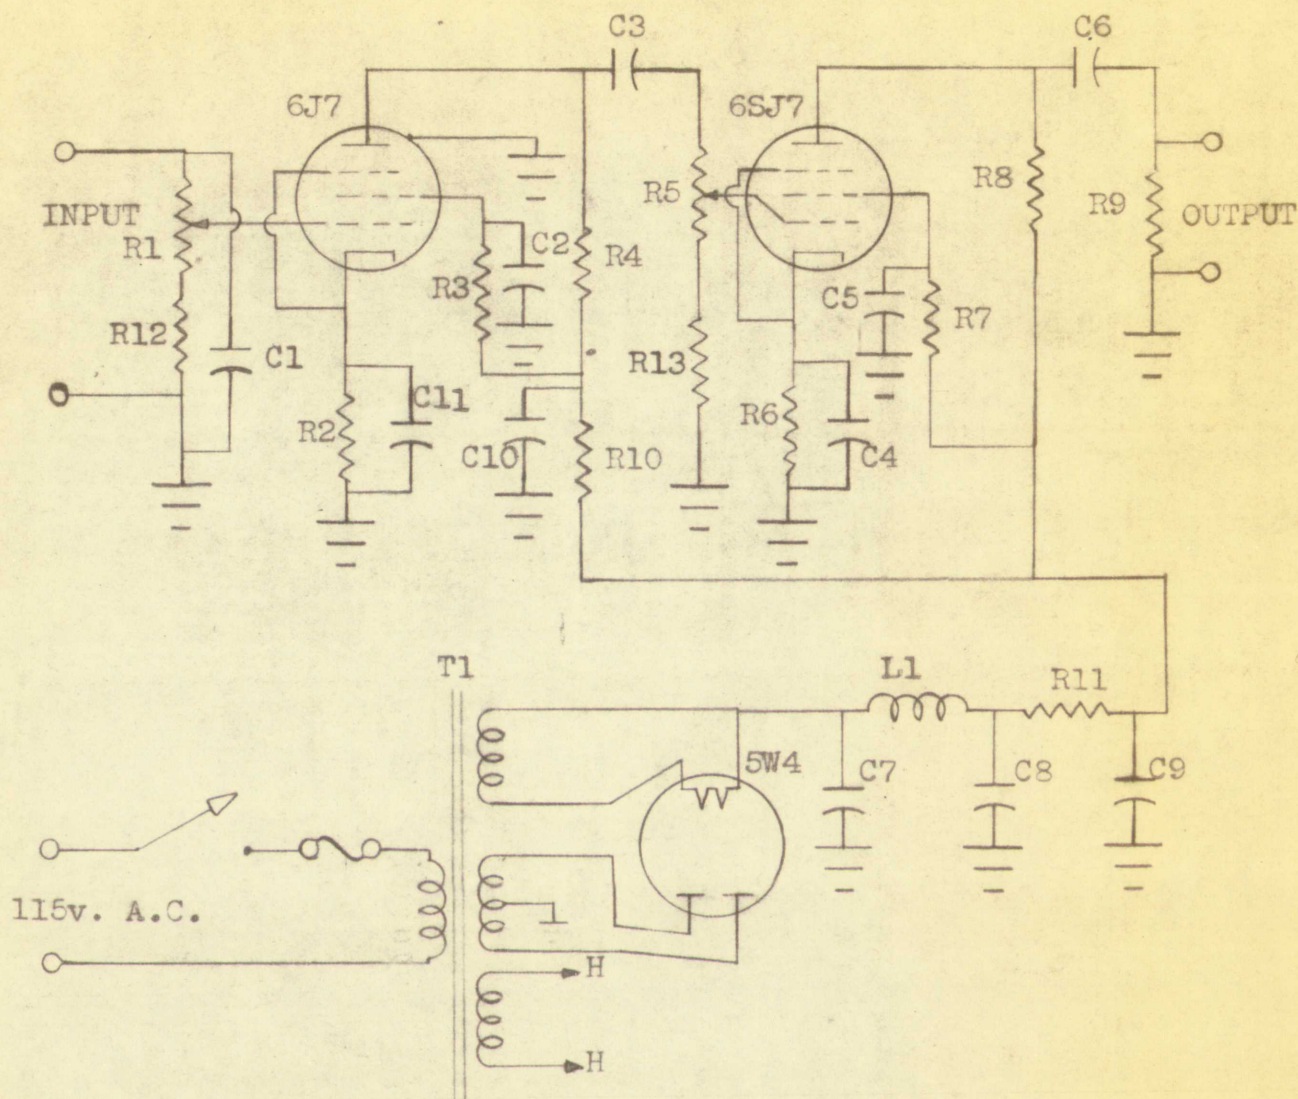 C3
C6
6J7
6SJ7
INPUT
R1
R5
R8
R9
OUTPUT
R12
C1
R3
C2
R4
C5
R7
R2
C11
R13
R6
C10
R10
C4
T1
L1
R11
5W4
C7
C8
C9
115v. A.C.
H
H